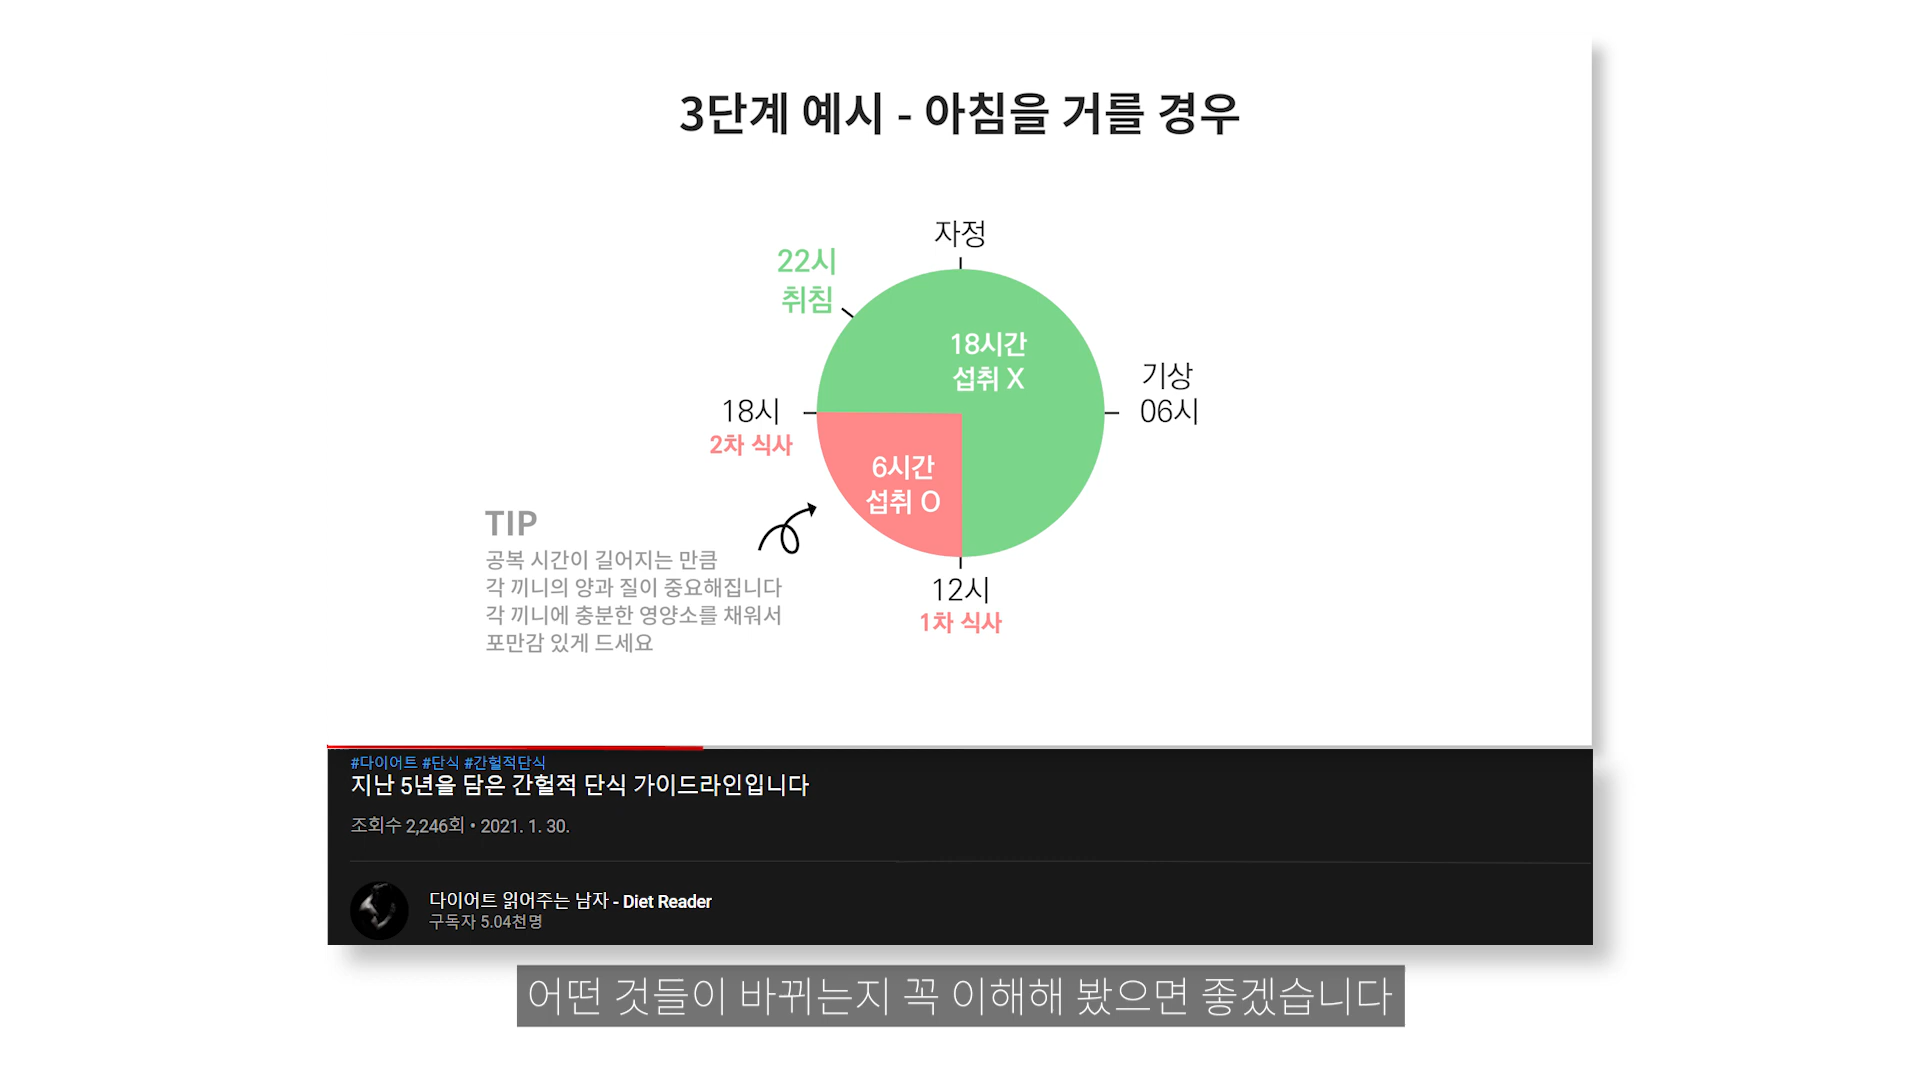 3단계 예시 - 아침을 거를 경우
자정
22시
취침
18시간
섭취 X
기상
06시
18시
2차 식사
6시간
섭취 O
TIP
공복 시간이 길어지는 만큼
각 끼니의 양과 질이 중요해집니다
각 끼니에 충분한 영양소를 채워서
포만감 있게 드세요
12시
1차 식사
#다이어트 #단식 #간헐적단식
지난 5년을 담은 간헐적 단식 가이드라인입니다
조회수 2,246회 • 2021. 1. 30.
다이어트 읽어주는 남자 - Diet Reader
구독자 5.04천명
어떤 것들이 바뀌는지 꼭 이해해 봤으면 좋겠습니다